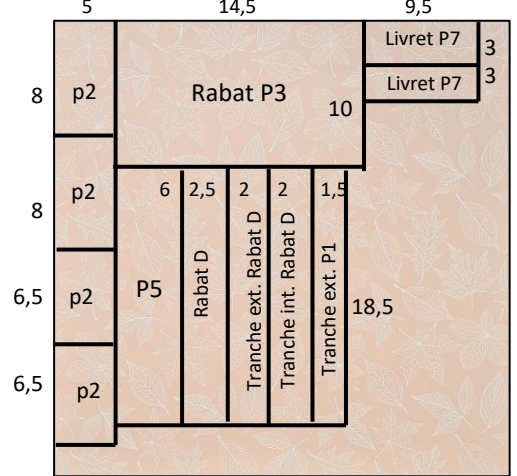 5 14,5 9,5
Livret P7
3
Livret P7
3
8
p2
Rabat P3
10
8
p2
6 2,5 2 2 1,5
P5
Rabat D
Tranche ext. Rabat D
Tranche int. Rabat D
Tranche ext. P1
18,5
6,5
p2
6,5
p2